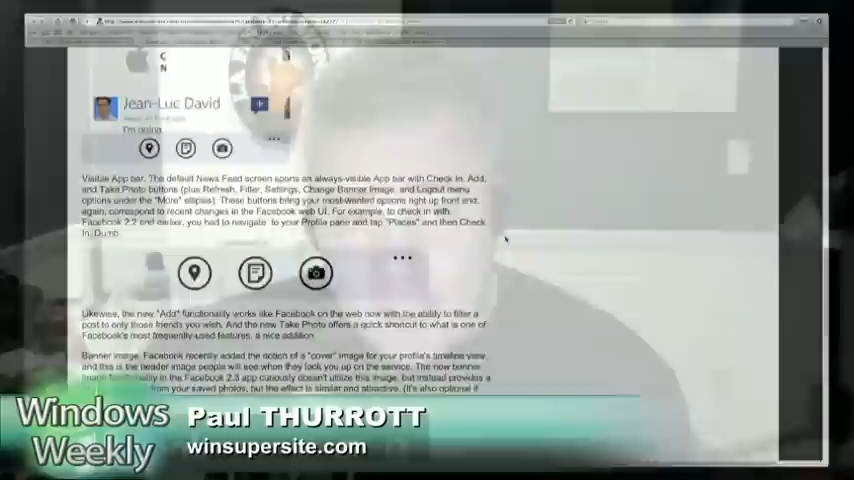 Jean-Luc David
I'm going
Visible App bar. The default News Feed screen sports an always-visible App bar with Check In, Add,
and Take Photo buttons (plus Refresh, Filter, Settings, Change Banner Image, and Logout menu
options under the "More" ellipsis). These buttons bring your most-wanted options right up front and,
again, correspond to recent changes in the Facebook web UI. For example, to check in with
Facebook 2.2 and earlier, you had to navigate to your Profile pane and tap "Places" and then Check
In. Dumb.
Likewise, the new "Add" functionality works like Facebook on the web now with the ability to filter a
post to only those friends you wish. And the new Take Photo offers a quick shortcut to what is one of
Facebook's most frequently-used features, a nice addition.
Banner image. Facebook recently added the notion of a "cover" image for your profile's timeline view,
and this is the header image people will see when they look you up on the service. The new banner
image functionality in the Facebook 2.3 app curiously doesn't utilize this image, but instead provides a
from your saved photos, but the effect is similar and attractive. (It's also optional if
Windows
Weekly
Paul THURROTT
winsupersite.com